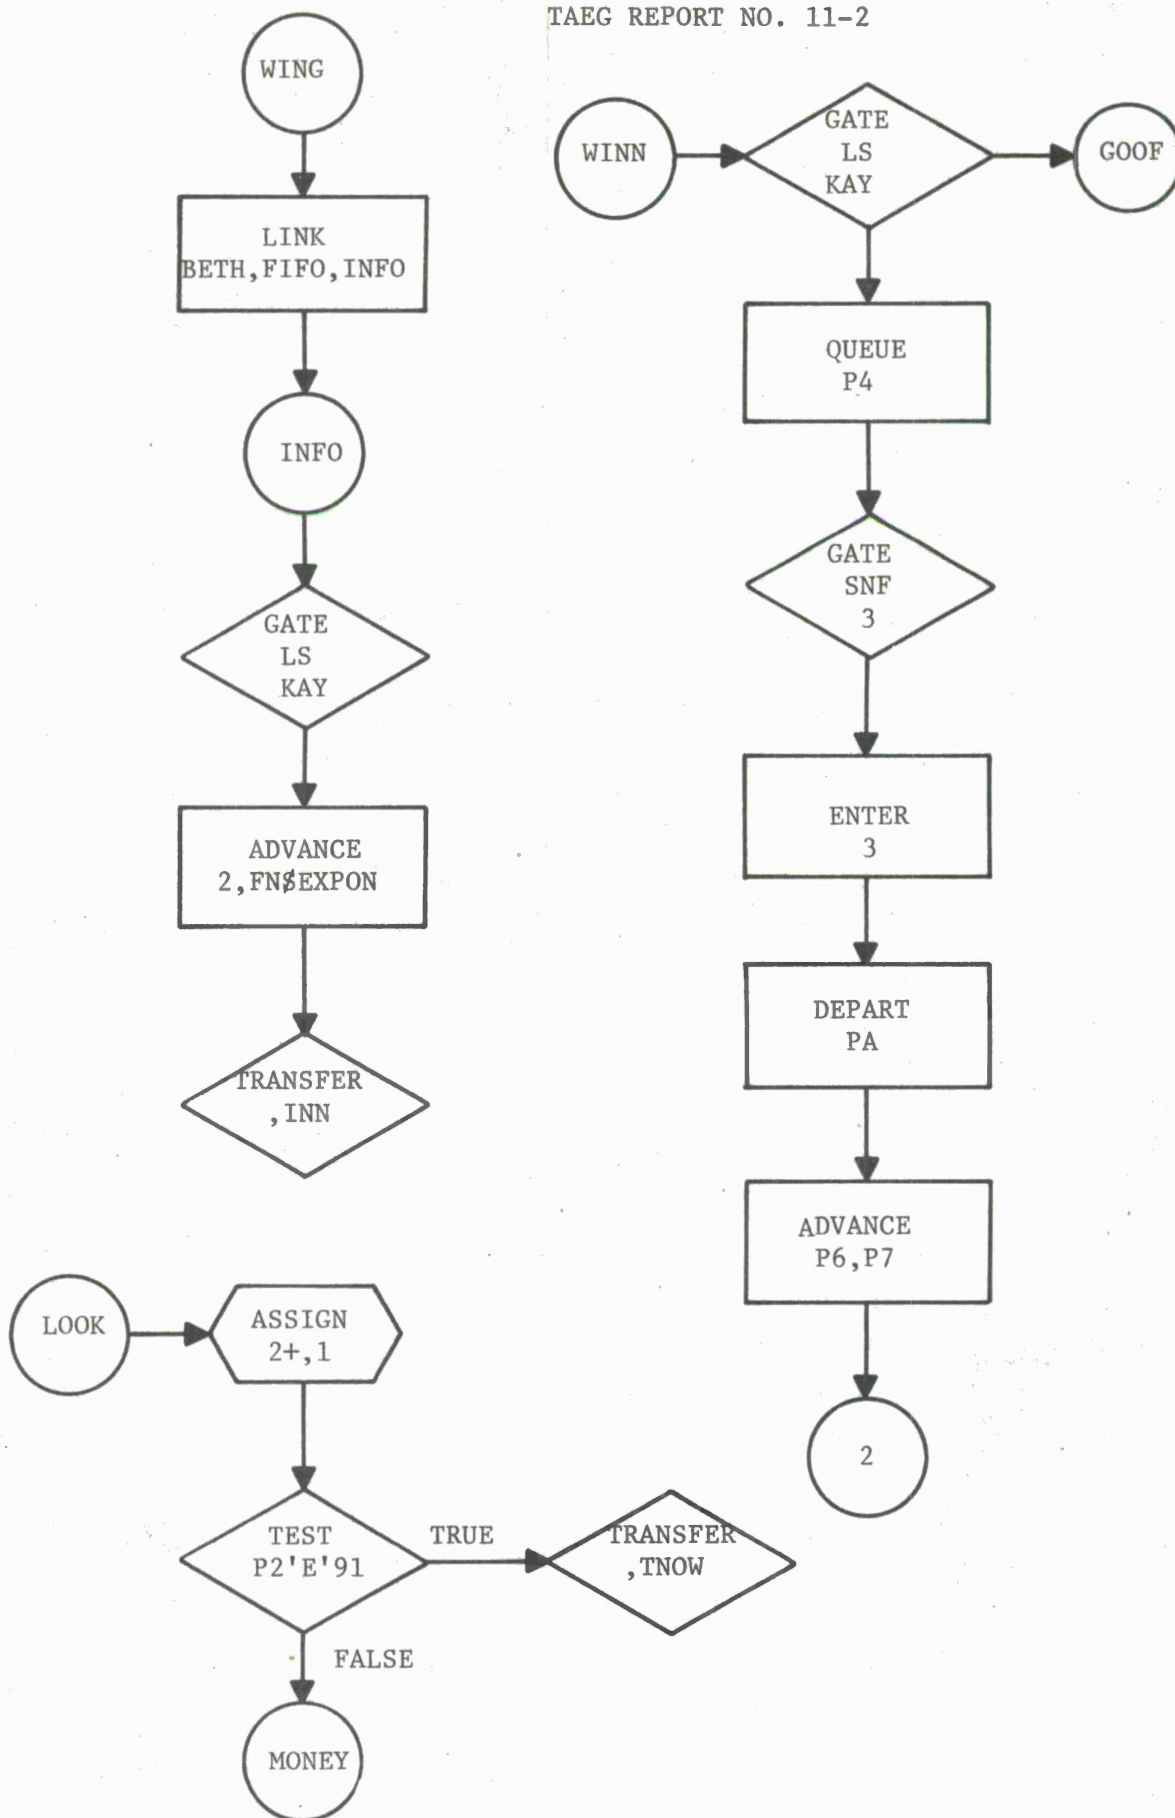 TAEG REPORT NO. 11-2
WING
LINK
BETH,FIFO,INFO
INFO
GATE
LS
KAY
ADVANCE
2,FN$EXPON
TRANSFER
,INN
LOOK
ASSIGN
2+,1
TEST
P2'E'91
TRUE
TRANSFER
,TNOW
FALSE
MONEY
WINN
GATE
LS
KAY
GOOF
QUEUE
P4
GATE
SNF
3
ENTER
3
DEPART
PA
ADVANCE
P6,P7
2